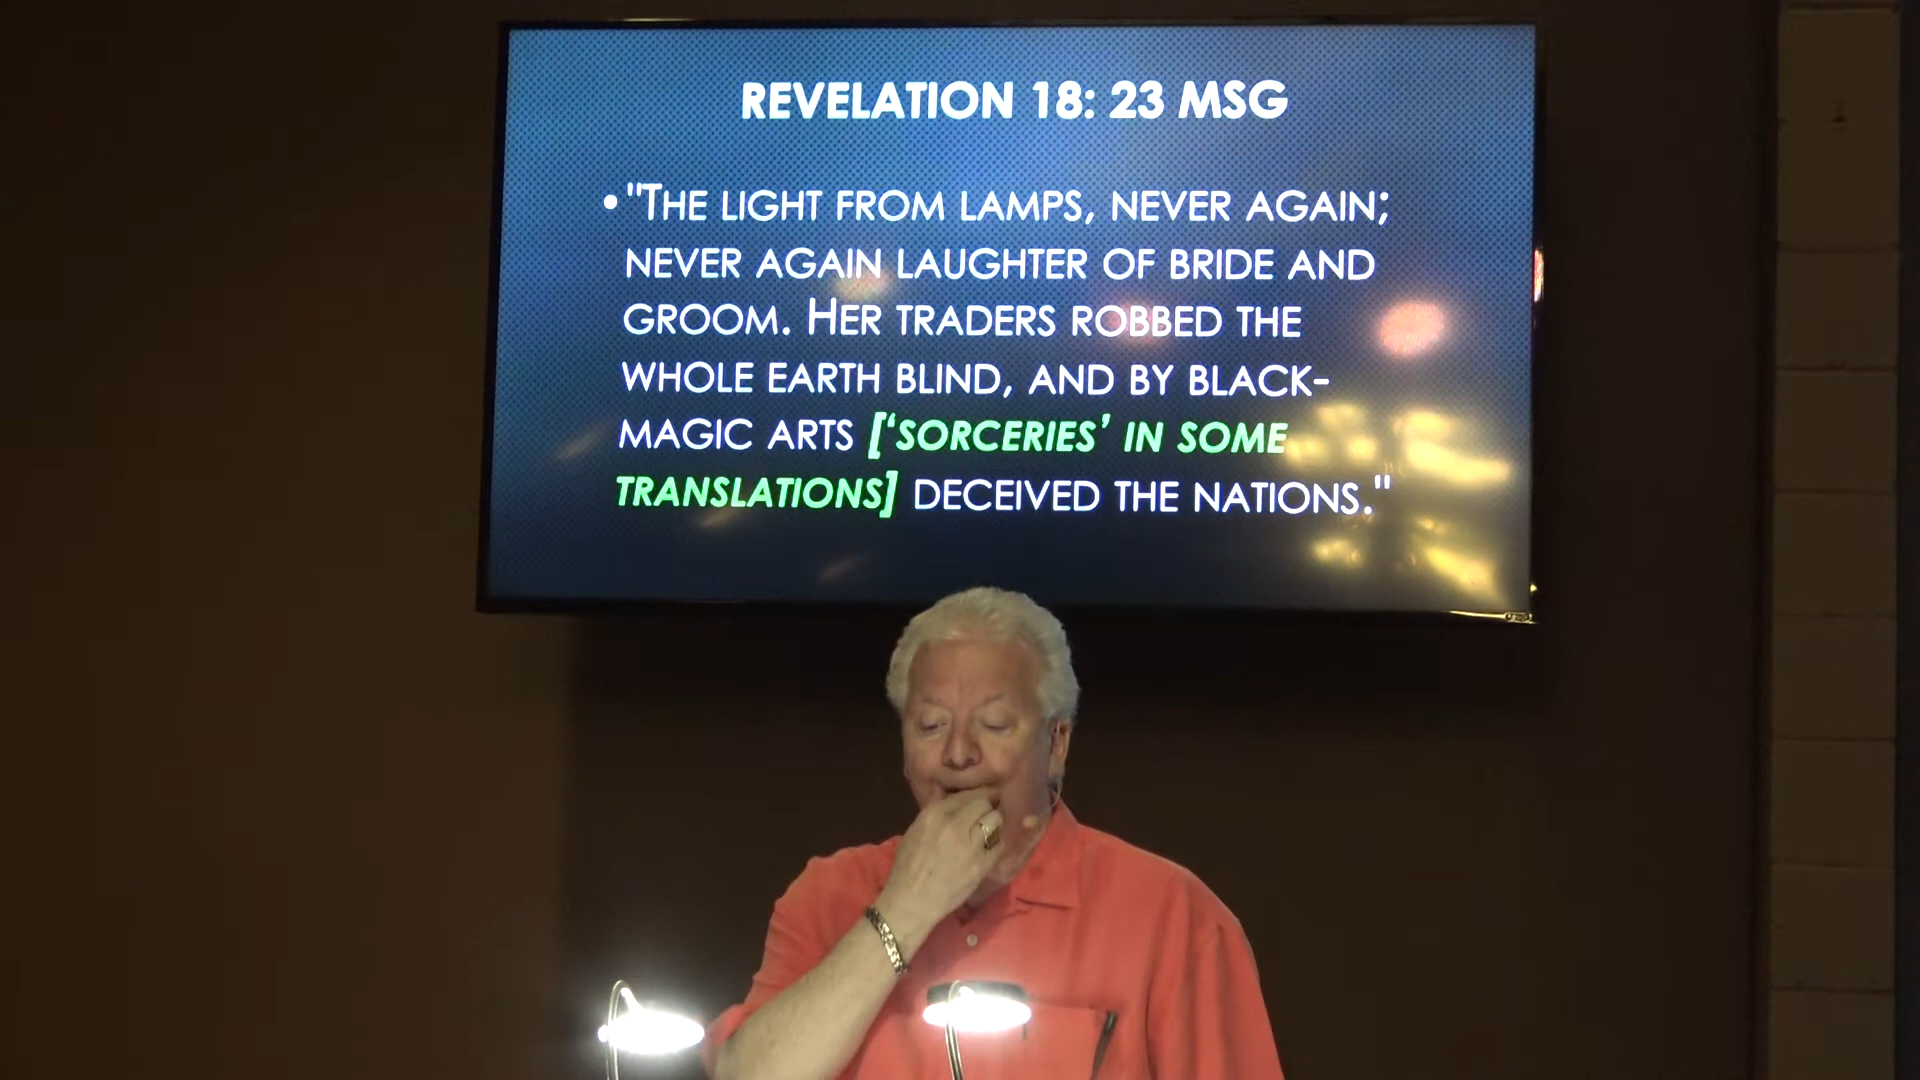 REVELATION 18: 23 MSG
• "THE LIGHT FROM LAMPS, NEVER AGAIN;
NEVER AGAIN LAUGHTER OF BRIDE AND
GROOM. HER TRADERS ROBBED THE
WHOLE EARTH BLIND, AND BY BLACK-
MAGIC ARTS ['SORCERIES' IN SOME
TRANSLATIONS] DECEIVED THE NATIONS."